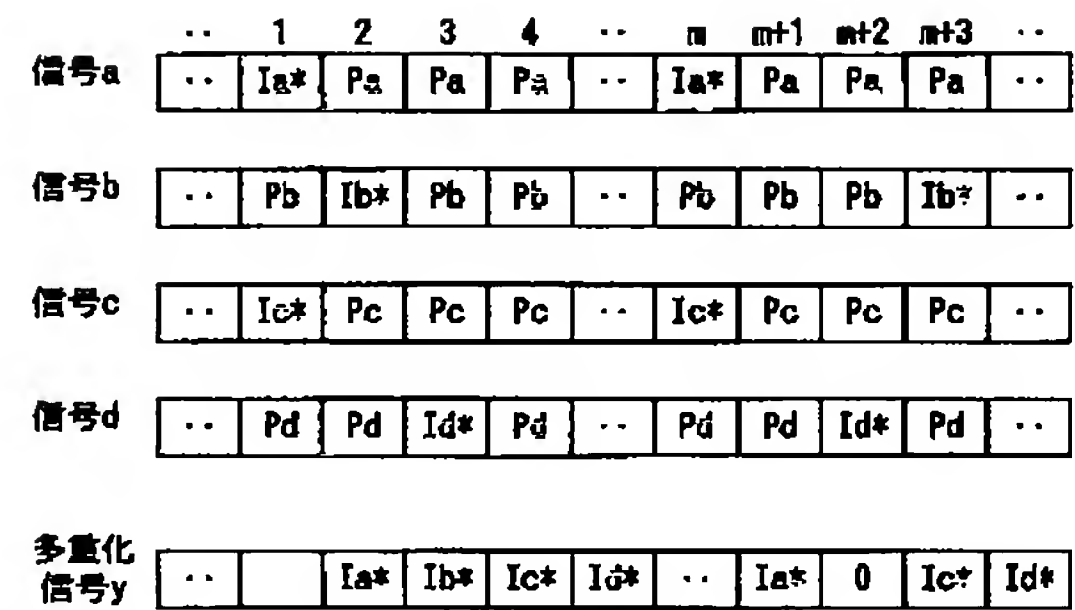 ‥ 1 2 3 4 ‥ m m+1 m+2 m+3 ‥
信号a ‥ Ia* Pa Pa Pa ‥ Ia* Pa Pa Pa ‥
信号b ‥ Pb Ib* Pb Pb ‥ Pb Pb Pb Ib* ‥
信号c ‥ Ic* Pc Pc Pc ‥ Ic* Pc Pc Pc ‥
信号d ‥ Pd Pd Id* Pd ‥ Pd Pd Id* Pd ‥
多重化
信号y ‥ Ia* Ib* Ic* Id* ‥ Ia* 0 Ic* Id*